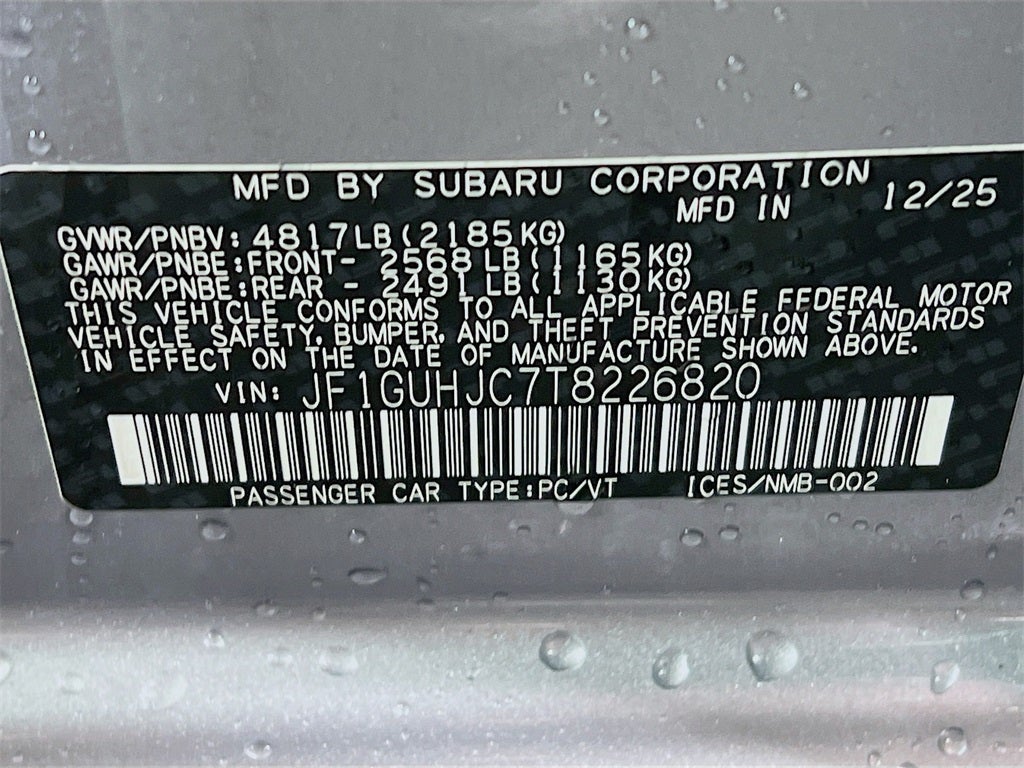 MFD BY SUBARU CORPORATION
MFD IN 12/25
GVWR/PNBV: 4817LB(2185KG)
GAWR/PNBE:FRONT- 2568 LB(1165KG)
GAWR/PNBE:REAR - 2491 LB(1130KG)
THIS VEHICLE CONFORMS TO ALL APPLICABLE FEDERAL MOTOR
VEHICLE SAFETY, BUMPER, AND THEFT PREVENTION STANDARDS
IN EFFECT ON THE DATE OF MANUFACTURE SHOWN ABOVE.
VIN: JF1GUHJC7T8226820
PASSENGER CAR TYPE:PC/VT ICES/NMB-002